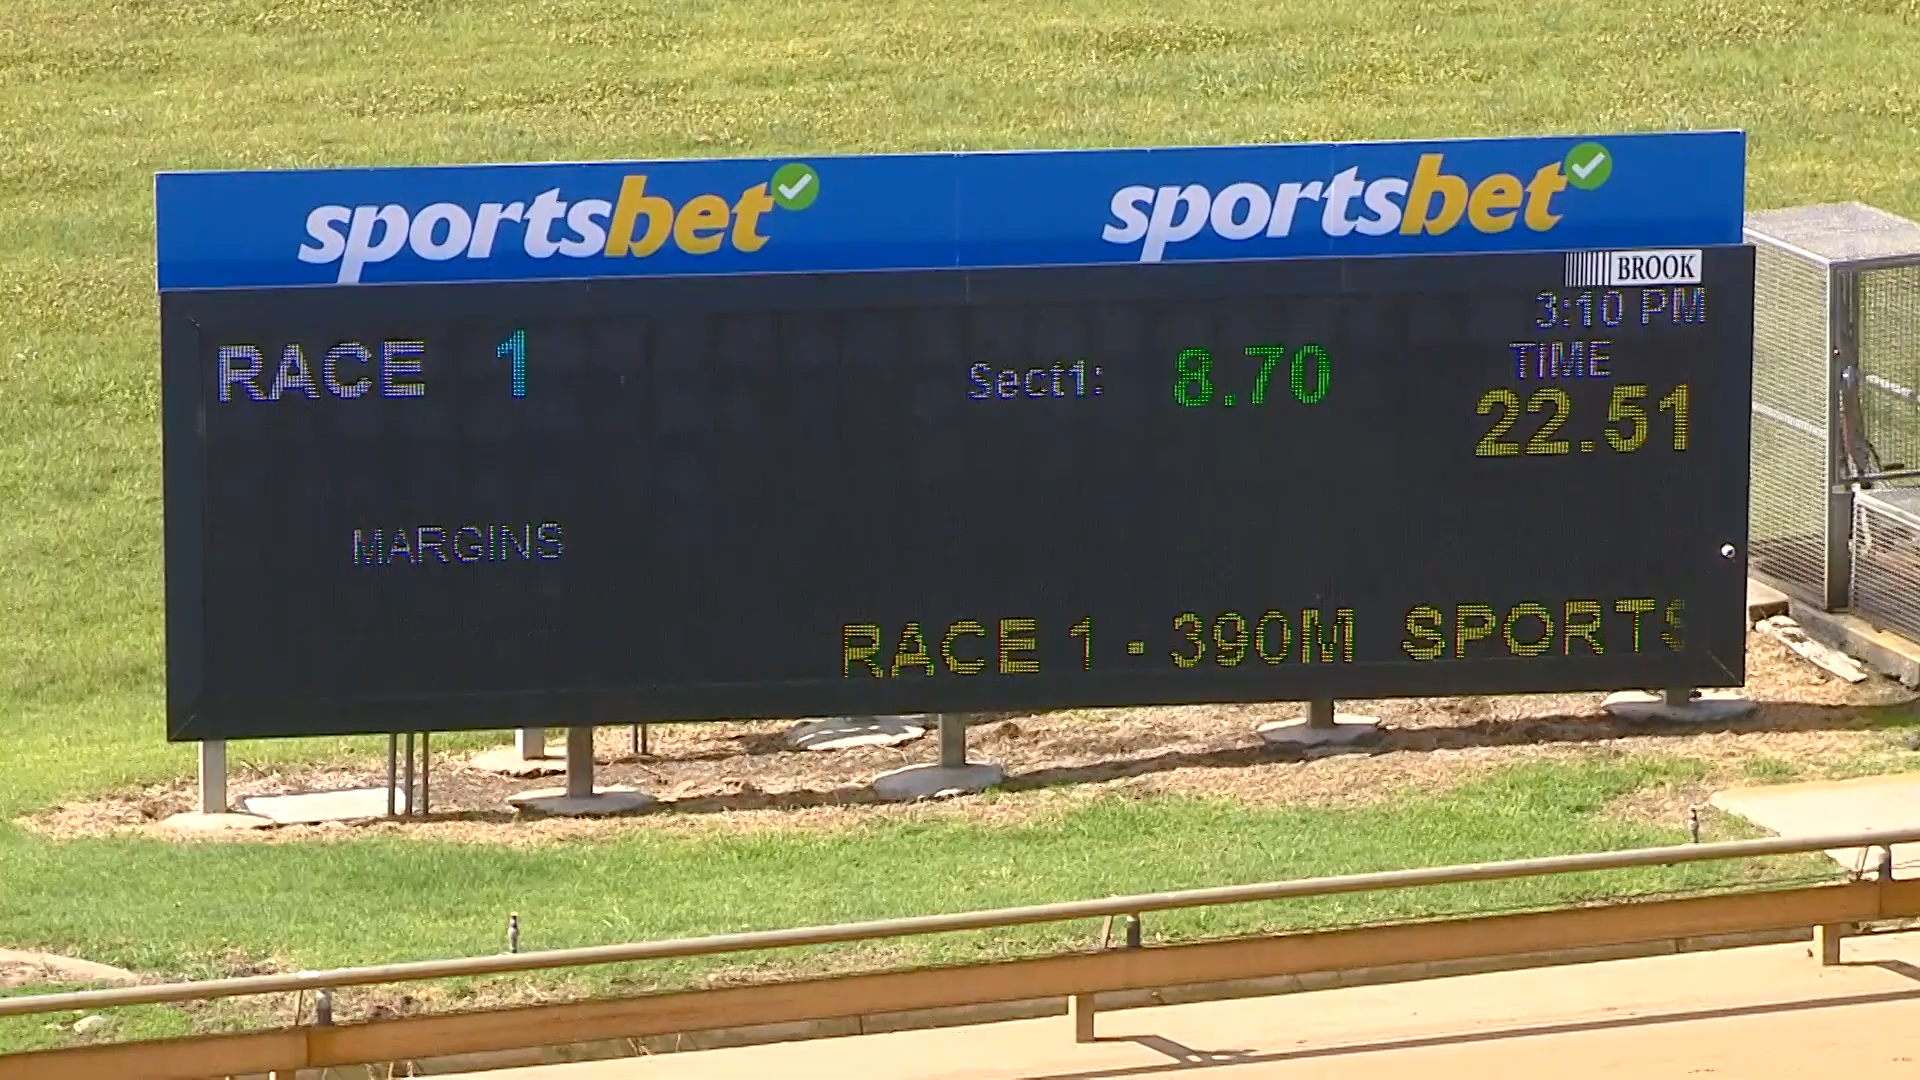 sportsbet sportsbet
BROOK
3:10 PM
RACE 1 Sect1: 8.70 TIME
22.51
MARGINS
RACE 1 - 390M SPORTS